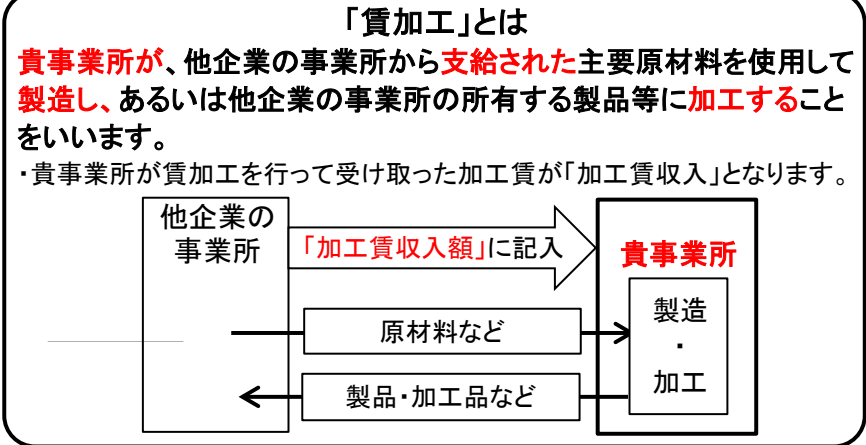 「賃加工」とは
貴事業所が、他企業の事業所から支給された主要原材料を使用して
製造し、あるいは他企業の事業所の所有する製品等に加工すること
をいいます。
・貴事業所が賃加工を行って受け取った加工賃が「加工賃収入」となります。
他企業の
事業所
「加工賃収入額」に記入
貴事業所
原材料など
製造
・
加工
製品・加工品など